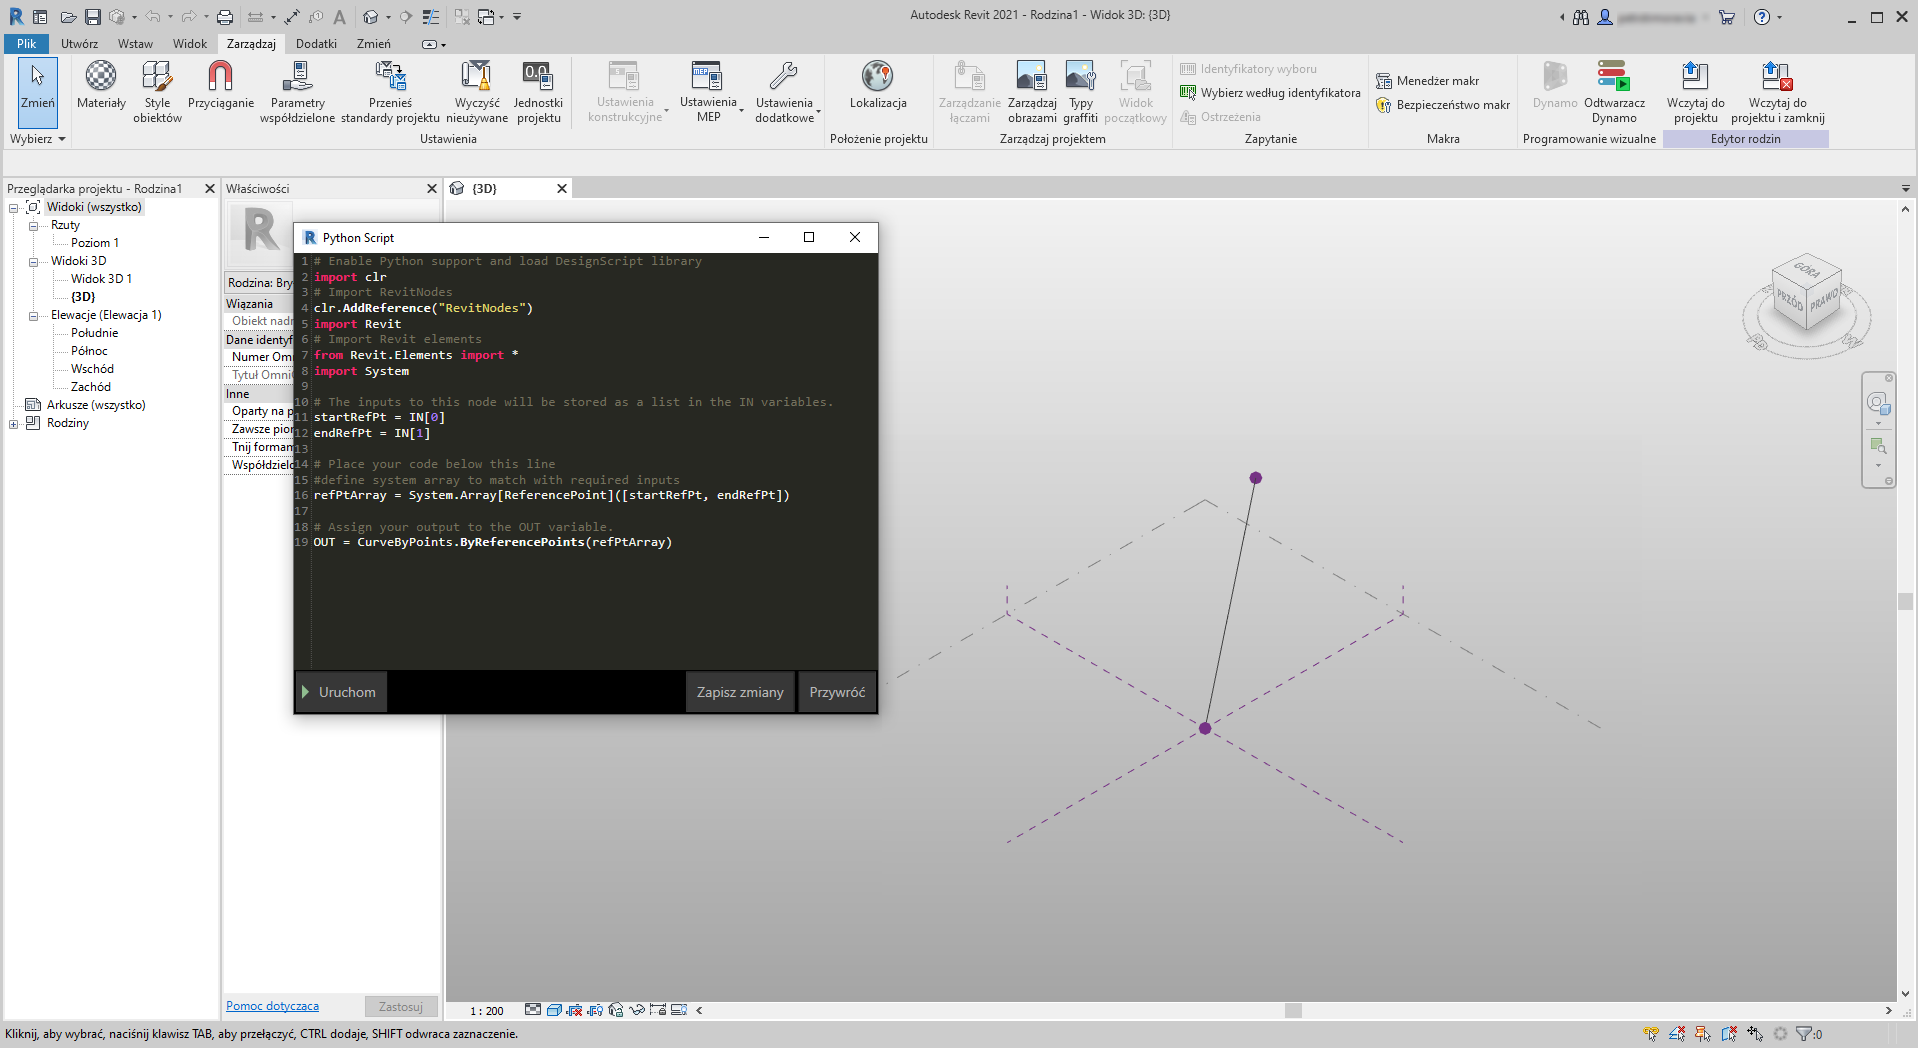 Autodesk Revit 2021 - Rodzina1 - Widok 3D: {3D}
Plik Utwórz Wstaw Widok Zarządzaj Dodatki Zmień
Zmień
Wybierz
Materiały
Style obiektów
Przyciąganie
Parametry współdzielone
Przenieś standardy projektu
Wyczyść nieużywane
Jednostki projektu
Ustawienia konstrukcyjne
Ustawienia MEP
Ustawienia dodatkowe
Ustawienia
Lokalizacja
Położenie projektu
Zarządzanie łączami
Zarządzaj obrazami
Typy graffiti
Widok początkowy
Zarządzaj projektem
Identyfikatory wyboru
Wybierz według identyfikatora
Ostrzeżenia
Zapytanie
Menedżer makr
Bezpieczeństwo makr
Makra
Dynamo
Odtwarzacz Dynamo
Programowanie wizualne
Wczytaj do projektu
Wczytaj do projektu i zamknij
Edytor rodzin
Przeglądarka projektu - Rodzina1
Widoki (wszystko)
Rzuty
Poziom 1
Widoki 3D
Widok 3D 1
{3D}
Elewacje (Elewacja 1)
Południe
Północ
Wschód
Zachód
Arkusze (wszystko)
Rodziny
Właściwości
R
Rodzina: Bry
Wiązania
Obiekt nadr
Dane identyf
Numer Omn
Tytuł Omni
Inne
Oparty na p
Zawsze pior
Tnij forman
Współdzielo
Pomoc dotycząca
Zastosuj
{3D}
Python Script
1 # Enable Python support and load DesignScript library
2 import clr
3 # Import RevitNodes
4 clr.AddReference("RevitNodes")
5 import Revit
6 # Import Revit elements
7 from Revit.Elements import *
8 import System
9
10 # The inputs to this node will be stored as a list in the IN variables.
11 startRefPt = IN[0]
12 endRefPt = IN[1]
13
14 # Place your code below this line
15 #define system array to match with required inputs
16 refPtArray = System.Array[ReferencePoint]([startRefPt, endRefPt])
17
18 # Assign your output to the OUT variable.
19 OUT = CurveByPoints.ByReferencePoints(refPtArray)
Uruchom
Zapisz zmiany
Przywróć
GÓRA
PRZÓD
PRAWO
1 : 200
Kliknij, aby wybrać, naciśnij klawisz TAB, aby przełączyć, CTRL dodaje, SHIFT odwraca zaznaczenie.
:0